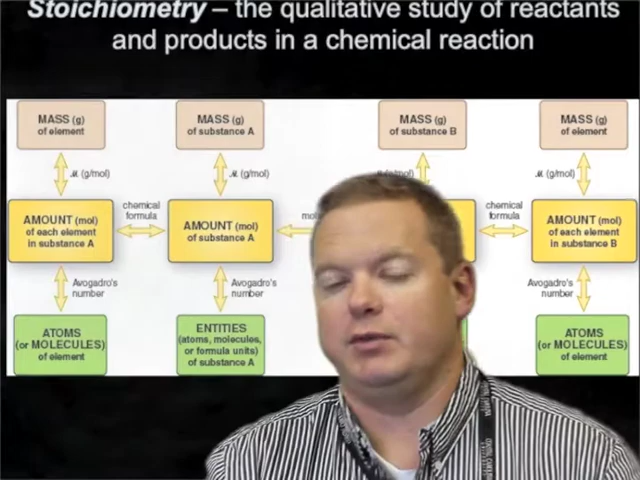 Stoichiometry – the qualitative study of reactants
and products in a chemical reaction
MASS (g)
of element
MASS (g)
of substance A
MASS (g)
of substance B
MASS (g)
of element
ℳ (g/mol)
ℳ (g/mol)
ℳ (g/mol)
AMOUNT (mol)
of each element
in substance A
chemical
formula
AMOUNT (mol)
of substance A
chemical
formula
AMOUNT (mol)
of each element
in substance B
Avogadro's
number
Avogadro's
number
Avogadro's
number
ATOMS
(or MOLECULES)
of element
ENTITIES
(atoms, molecules,
or formula units)
of substance A
ATOMS
(or MOLECULES)
of element